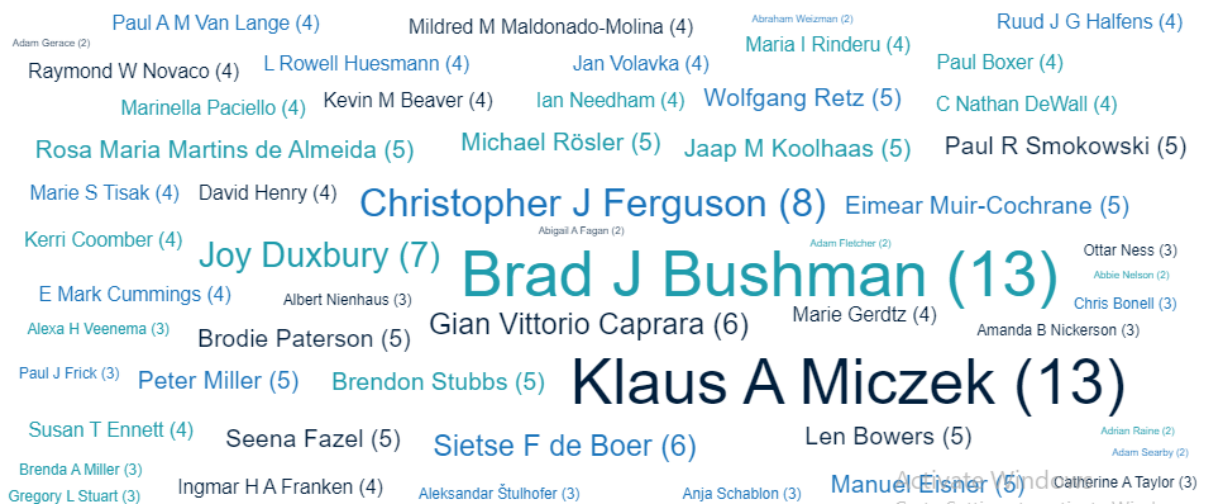 Paul A M Van Lange (4)
Mildred M Maldonado-Molina (4)
Abraham Weizman (2)
Ruud J G Halfens (4)
Adam Gerace (2)
Maria I Rinderu (4)
Raymond W Novaco (4)
L Rowell Huesmann (4)
Jan Volavka (4)
Paul Boxer (4)
Marinella Paciello (4)
Kevin M Beaver (4)
Ian Needham (4)
Wolfgang Retz (5)
C Nathan DeWall (4)
Rosa Maria Martins de Almeida (5)
Michael Rösler (5)
Jaap M Koolhaas (5)
Paul R Smokowski (5)
Marie S Tisak (4)
David Henry (4)
Christopher J Ferguson (8)
Eimear Muir-Cochrane (5)
Abigail A Fagan (2)
Kerri Coomber (4)
Joy Duxbury (7)
Adam Fletcher (2)
Ottar Ness (3)
Brad J Bushman (13)
Abbie Nelson (2)
E Mark Cummings (4)
Albert Nienhaus (3)
Chris Bonell (3)
Alexa H Veenema (3)
Brodie Paterson (5)
Gian Vittorio Caprara (6)
Marie Gerdtz (4)
Amanda B Nickerson (3)
Paul J Frick (3)
Peter Miller (5)
Brendon Stubbs (5)
Klaus A Miczek (13)
Susan T Ennett (4)
Seena Fazel (5)
Sietse F de Boer (6)
Len Bowers (5)
Adrian Raine (2)
Adam Searby (2)
Brenda A Miller (3)
Gregory L Stuart (3)
Ingmar H A Franken (4)
Aleksandar Štulhofer (3)
Anja Schablon (3)
Manuel Eisner (5)
Catherine A Taylor (3)
Activate Windows